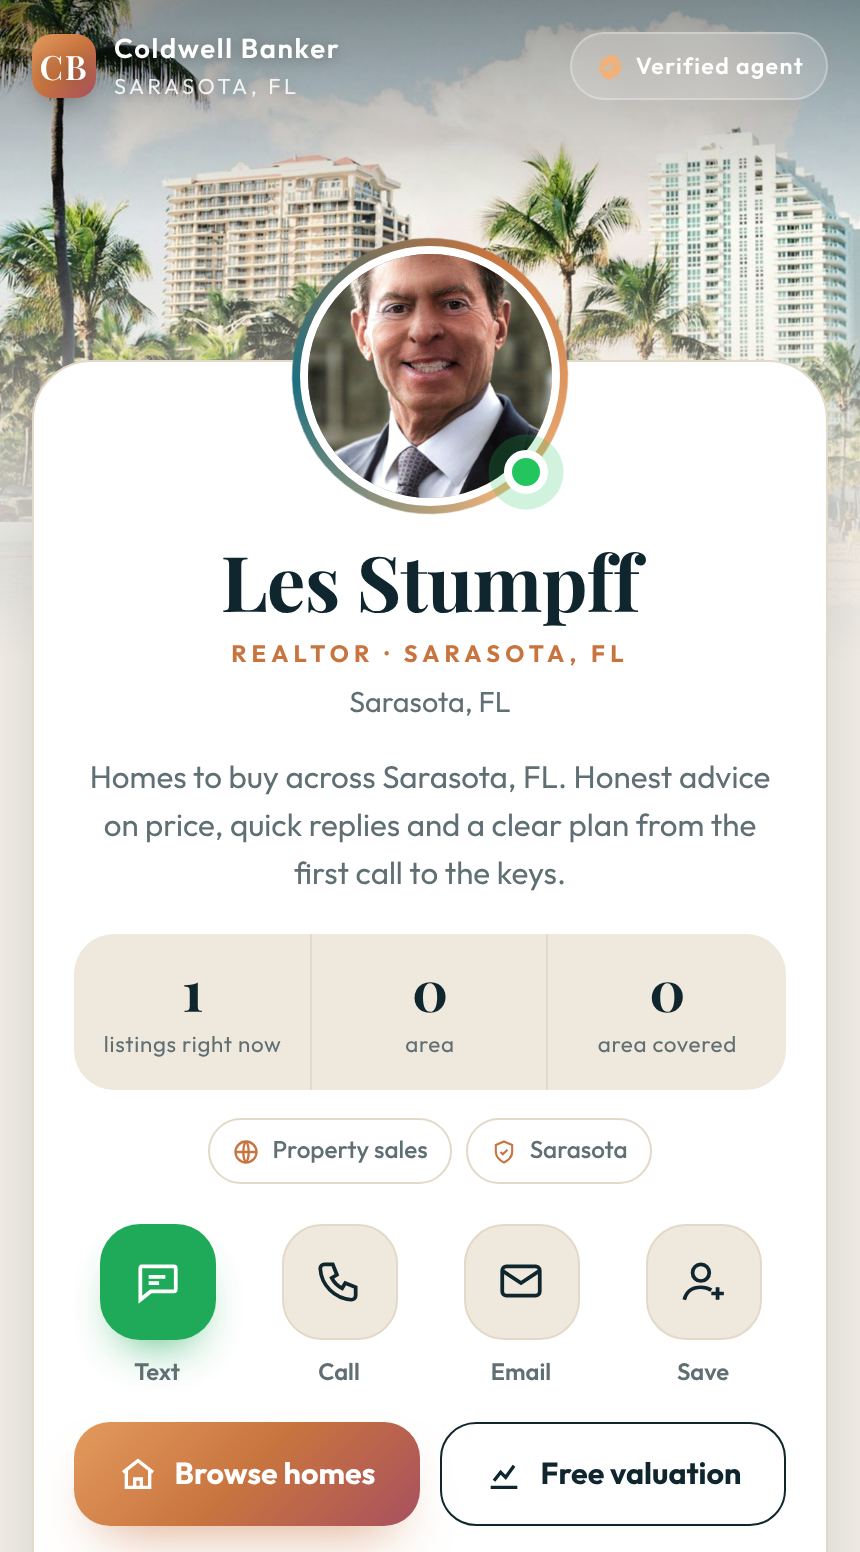 CB
Coldwell Banker
SARASOTA, FL
Verified agent
Les Stumpff
REALTOR · SARASOTA, FL
Sarasota, FL
Homes to buy across Sarasota, FL. Honest advice
on price, quick replies and a clear plan from the
first call to the keys.
1
listings right now
0
area
0
area covered
Property sales
Sarasota
Text
Call
Email
Save
Browse homes
Free valuation